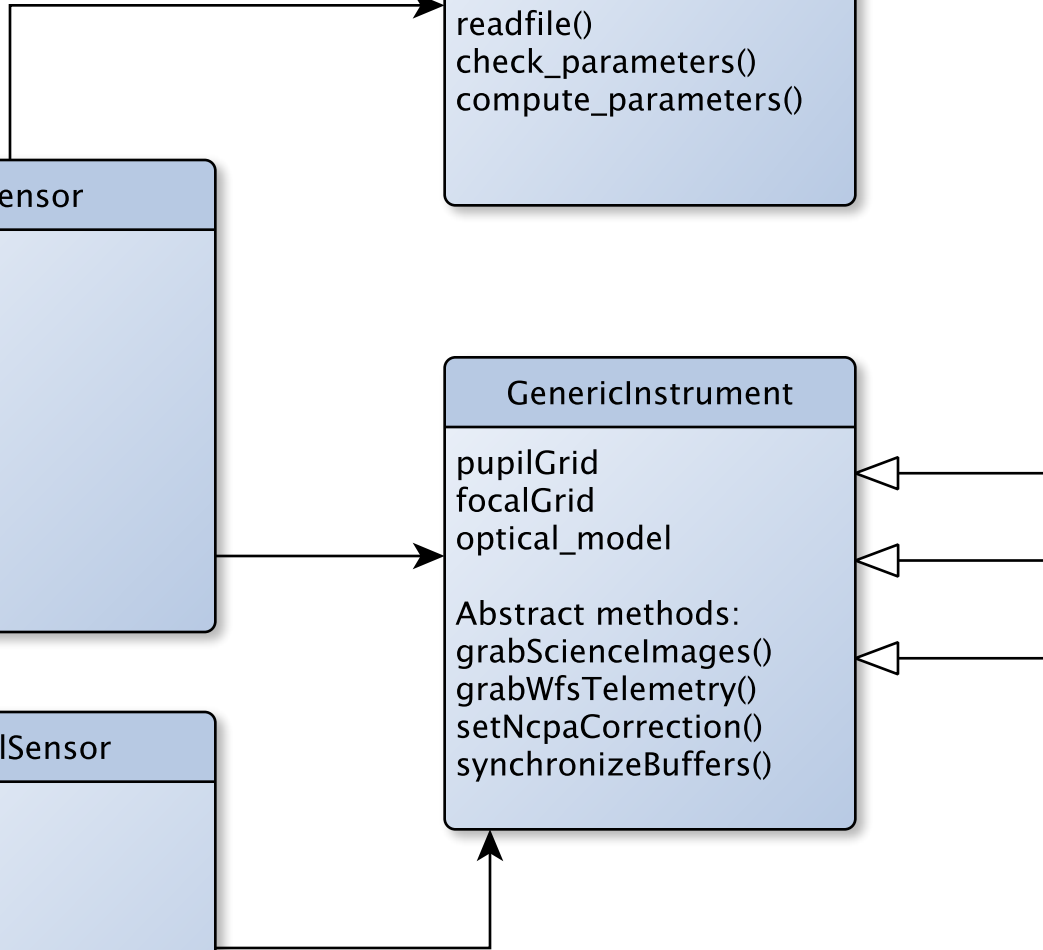 readfile()
check_parameters()
compute_parameters()
ensor
GenericInstrument
pupilGrid
focalGrid
optical_model
Abstract methods:
grabScienceImages()
grabWfsTelemetry()
setNcpaCorrection()
synchronizeBuffers()
lSensor